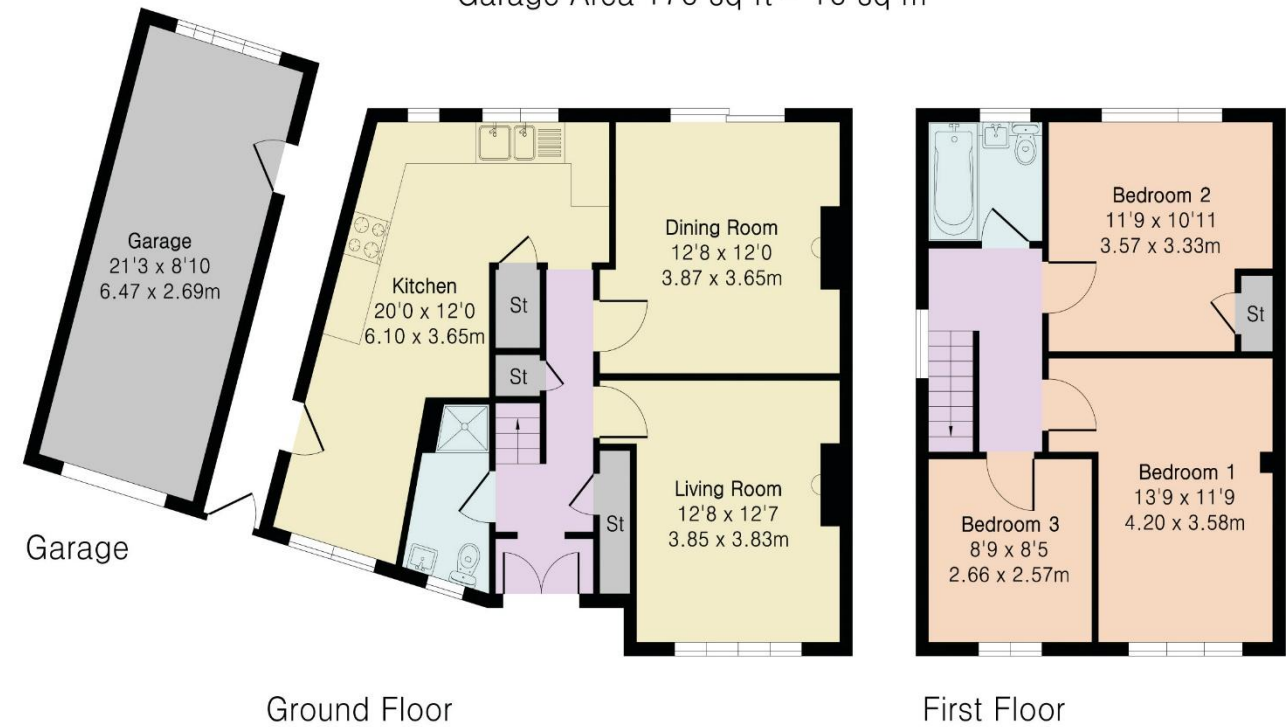 Garage Area 176 sq ft - 16 sq m
Garage
21'3 x 8'10
6.47 x 2.69m
Garage
Kitchen
20'0 x 12'0
6.10 x 3.65m
St
St
Dining Room
12'8 x 12'0
3.87 x 3.65m
Living Room
12'8 x 12'7
3.85 x 3.83m
St
Ground Floor
Bedroom 2
11'9 x 10'11
3.57 x 3.33m
St
Bedroom 1
13'9 x 11'9
4.20 x 3.58m
Bedroom 3
8'9 x 8'5
2.66 x 2.57m
First Floor